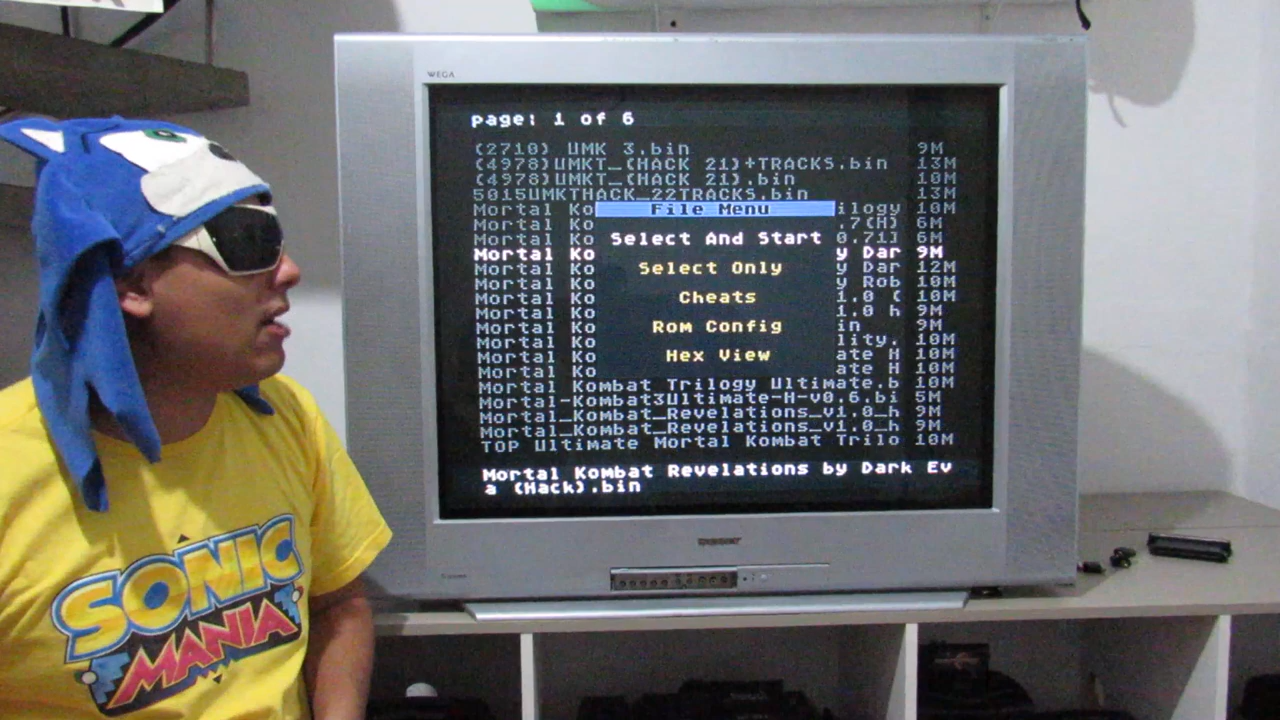 WEGA
page: 1 of 6
(2710) UMK 3.bin 9M
(4978)UMKT_(HACK 21)+TRACKS.bin 13M
(4978)UMKT_(HACK 21).bin 10M
5015UMKTHACK_22TRACKS.bin 13M
Mortal Ko File Menu ilogy 10M
Mortal Ko .7(H) 6M
Mortal Ko Select And Start 0.71] 6M
Mortal Ko y Dar 9M
Mortal Ko Select Only y Dar 12M
Mortal Ko y Rob 10M
Mortal Ko Cheats 1.0 ( 10M
Mortal Ko 1.0 h 9M
Mortal Ko Rom Config in 9M
Mortal Ko lity. 10M
Mortal Ko Hex View ate H 10M
Mortal Ko ate H 10M
Mortal Kombat Trilogy Ultimate.b 10M
Mortal-Kombat3Ultimate-H-v0.6.bi 5M
Mortal_Kombat_Revelations_v1.0_h 9M
Mortal_Kombat_Revelations_v1.0_h 9M
TOP Ultimate Mortal Kombat Trilo 10M
Mortal Kombat Revelations by Dark Ev
a (Hack).bin
SONIC
MANIA